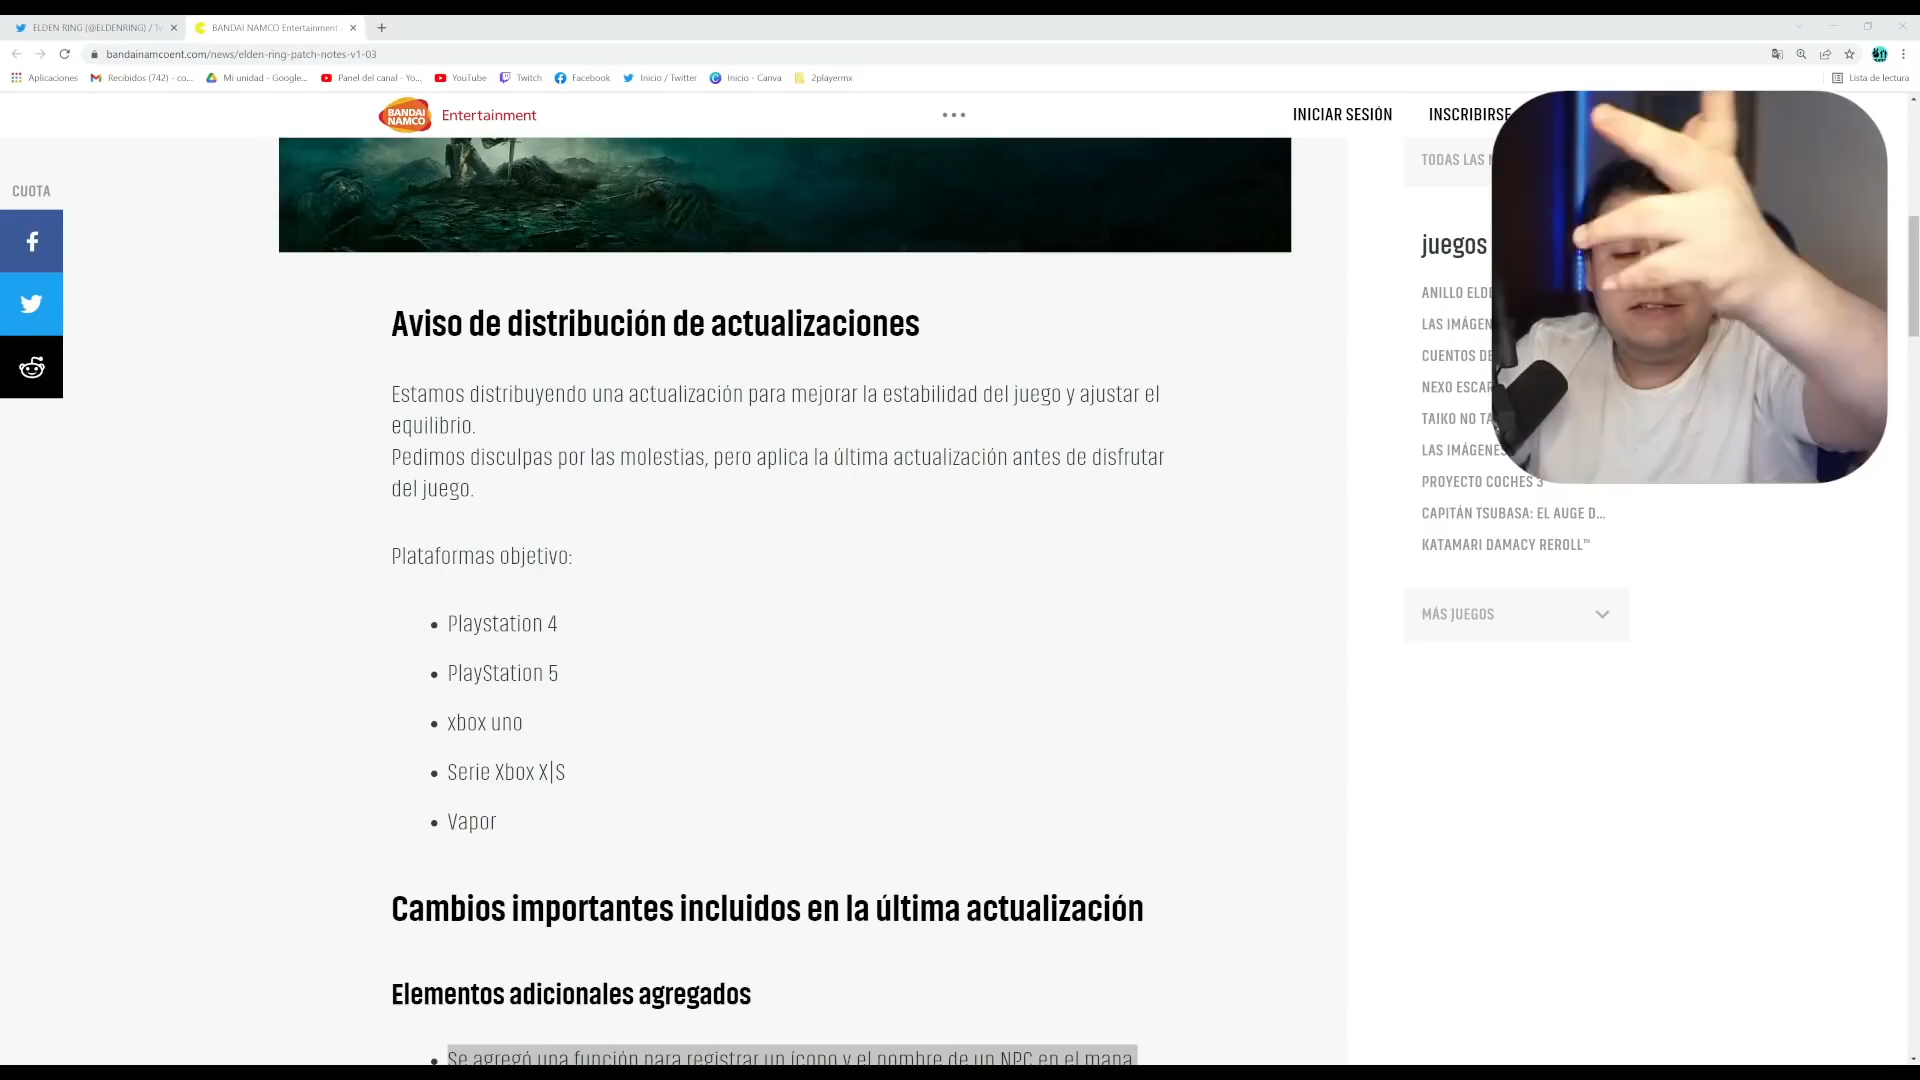 ELDEN RING (@ELDENRING) / Tv
BANDAI NAMCO Entertainment
bandainamcoent.com/news/elden-ring-patch-notes-v1-03
Aplicaciones
Recibidos (742) - co...
Mi unidad - Google...
Panel del canal - Yo...
YouTube
Twitch
Facebook
Inicio / Twitter
Inicio - Canva
2playermx
Lista de lectura
BANDAI NAMCO Entertainment
INICIAR SESIÓN
INSCRIBIRSE
CUOTA
Aviso de distribución de actualizaciones
Estamos distribuyendo una actualización para mejorar la estabilidad del juego y ajustar el
equilibrio.
Pedimos disculpas por las molestias, pero aplica la última actualización antes de disfrutar
del juego.
Plataformas objetivo:
• Playstation 4
• PlayStation 5
• xbox uno
• Serie Xbox X|S
• Vapor
Cambios importantes incluidos en la última actualización
Elementos adicionales agregados
• Se agregó una función para registrar un ícono y el nombre de un NPC en el mapa
TODAS LAS
juegos
ANILLO
LAS
CUENTOS
NEXO
TAIKO NO
LAS IMÁGENES
PROYECTO COCHES 3
CAPITÁN TSUBASA: EL AUGE D...
KATAMARI DAMACY REROLL™
MÁS JUEGOS